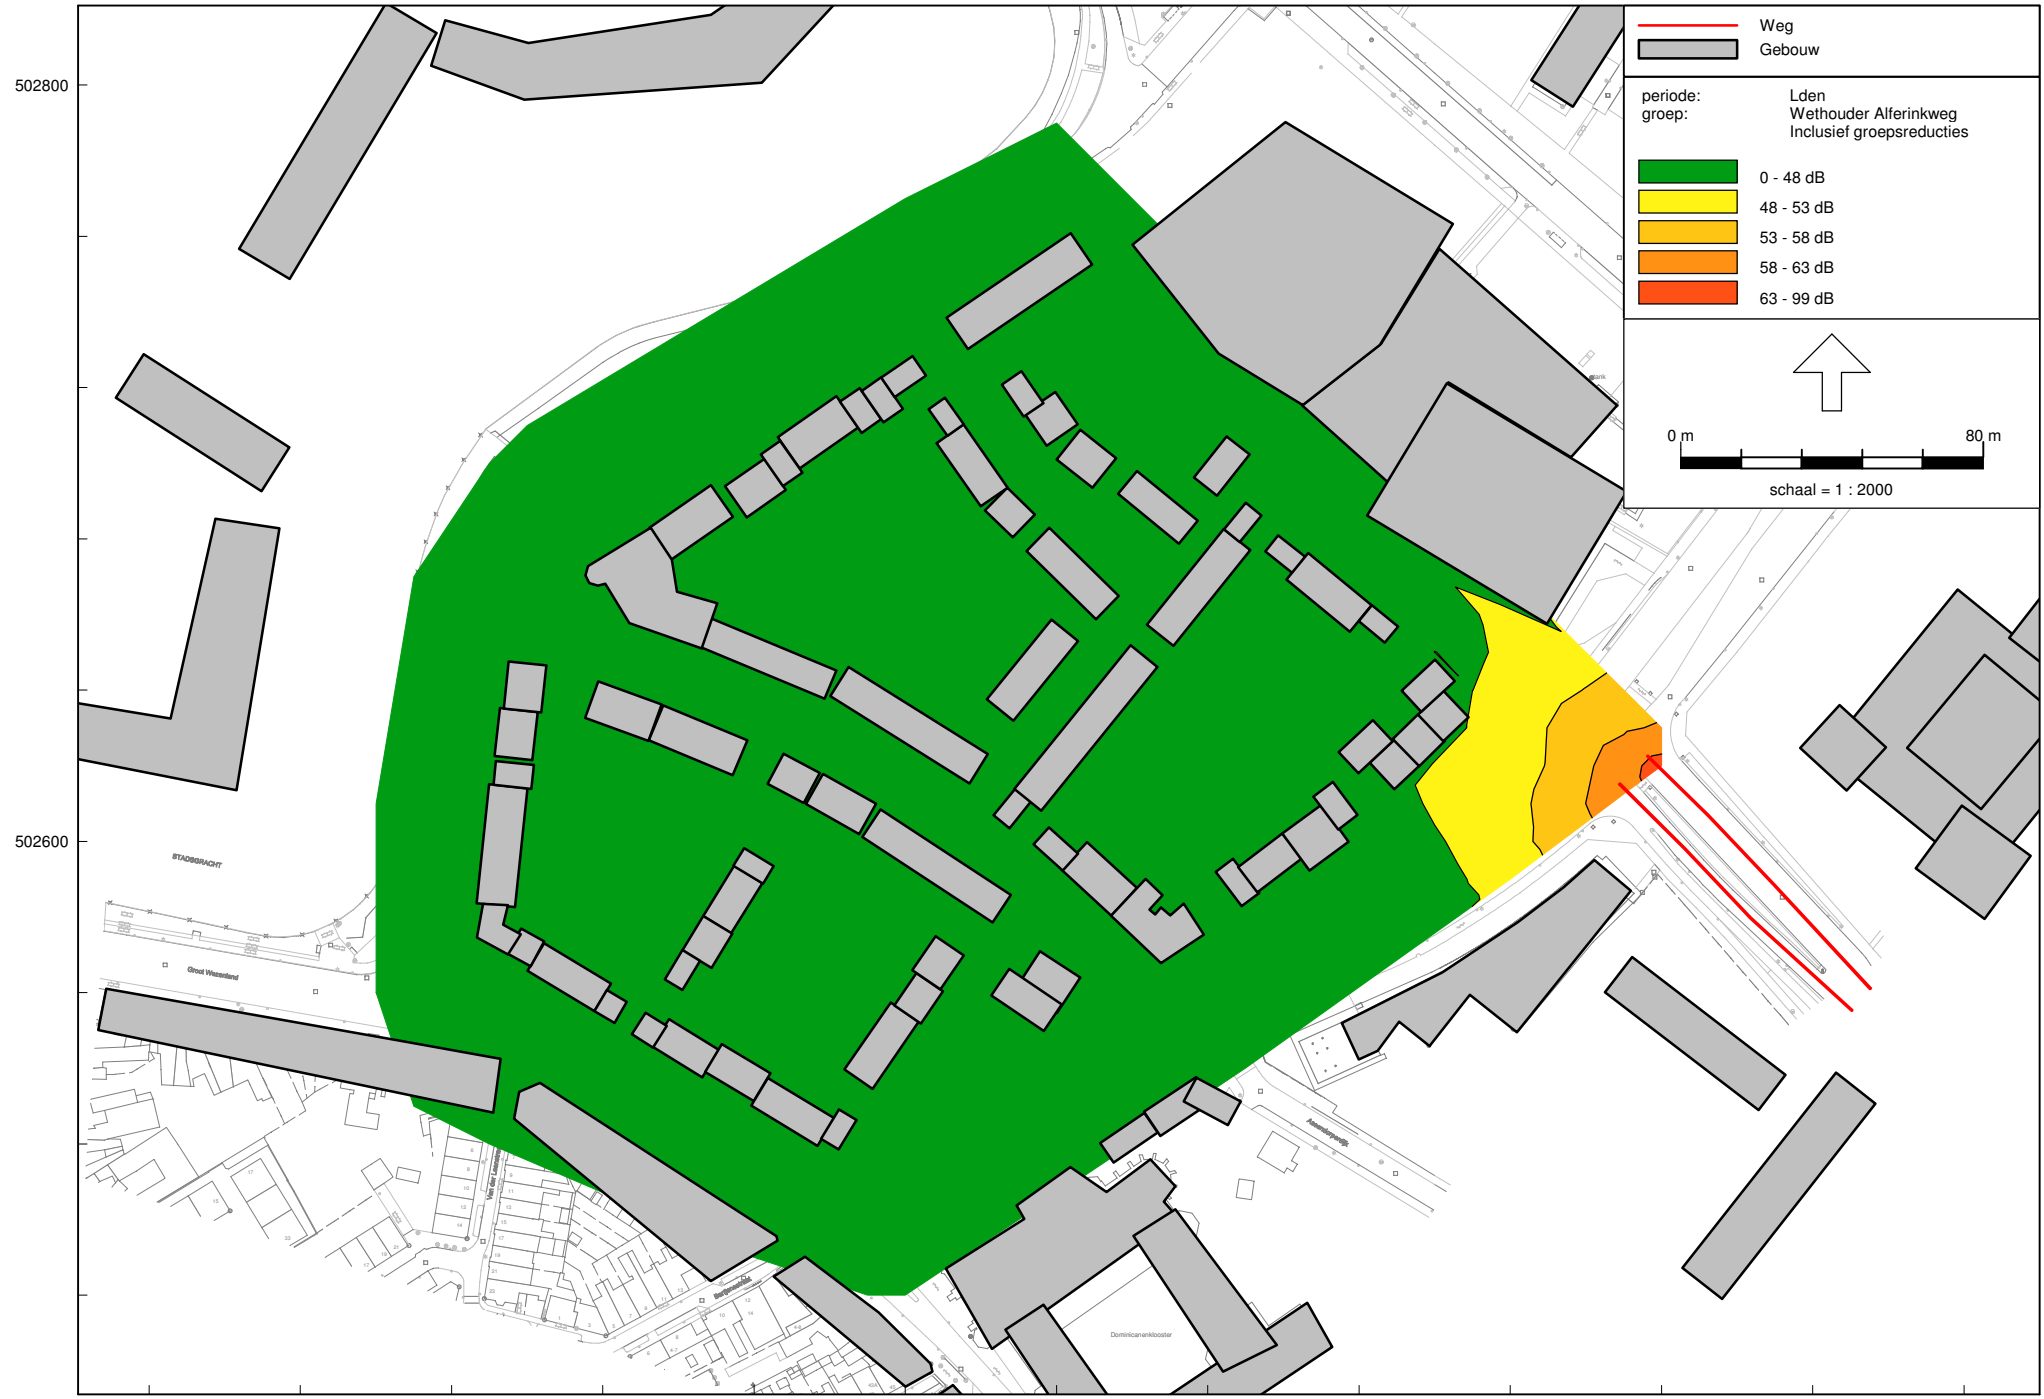 Weg
Gebouw
periode: Lden
groep: Wethouder Alferinkweg
Inclusief groepsreducties
0 - 48 dB
48 - 53 dB
53 - 58 dB
58 - 63 dB
63 - 99 dB
0 m 80 m
schaal = 1 : 2000
502800
502600
STADSGRACHT
Groot Wezenland
Assendorperdijk
Dominicanenklooster